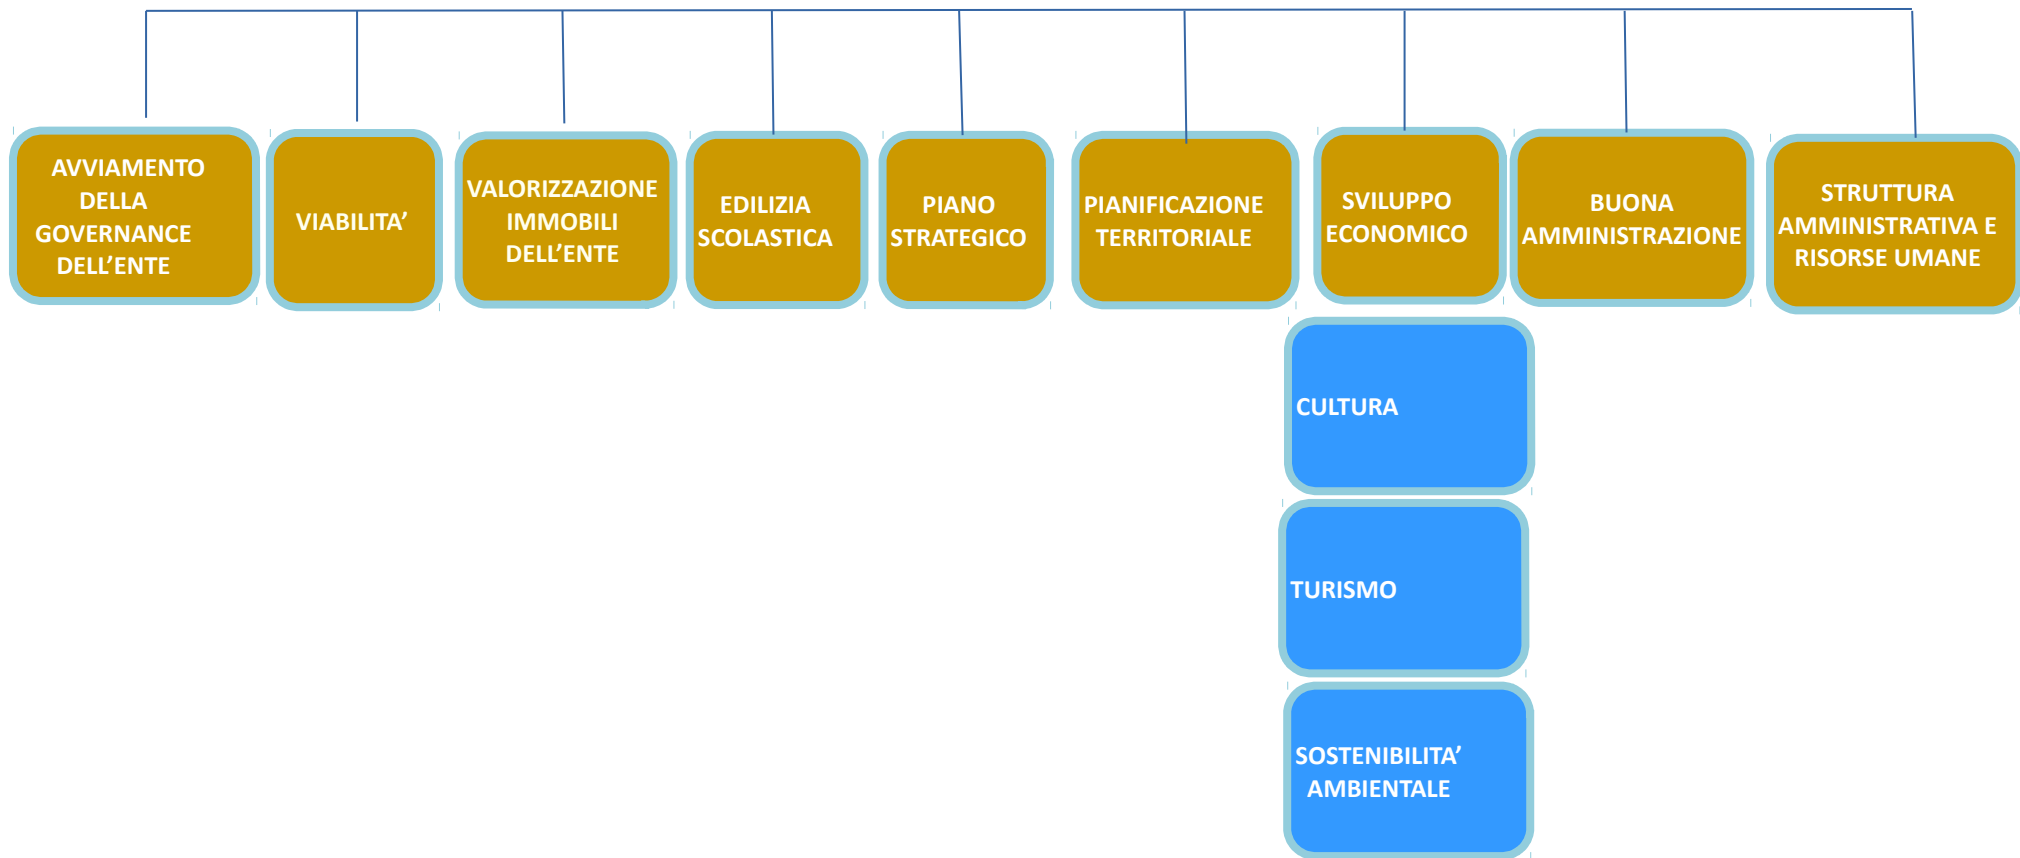 AVVIAMENTO
DELLA
GOVERNANCE
DELL’ENTE
VIABILITA’
VALORIZZAZIONE
IMMOBILI
DELL’ENTE
EDILIZIA
SCOLASTICA
PIANO
STRATEGICO
PIANIFICAZIONE
TERRITORIALE
SVILUPPO
ECONOMICO
BUONA
AMMINISTRAZIONE
STRUTTURA
AMMINISTRATIVA E
RISORSE UMANE
CULTURA
TURISMO
SOSTENIBILITA’
AMBIENTALE